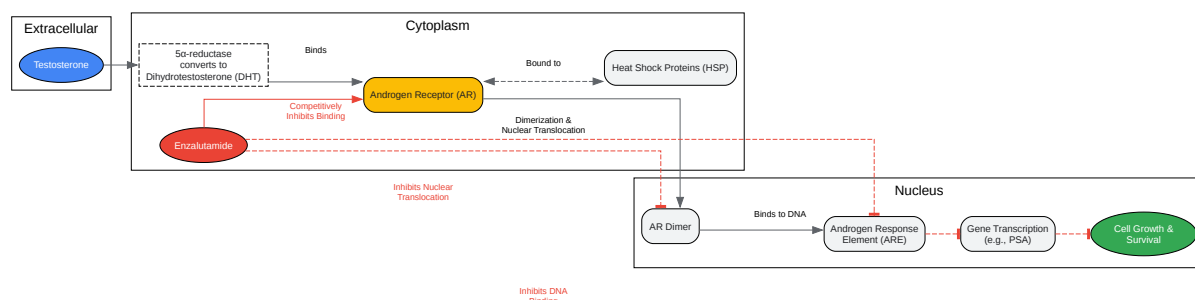 Extracellular
Testosterone
Cytoplasm
5α-reductase
converts to
Dihydrotestosterone (DHT)
Binds
Androgen Receptor (AR)
Bound to
Heat Shock Proteins (HSP)
Competitively
Inhibits Binding
Enzalutamide
Dimerization &
Nuclear Translocation
Inhibits Nuclear
Translocation
Nucleus
AR Dimer
Binds to DNA
Androgen Response
Element (ARE)
Gene Transcription
(e.g., PSA)
Cell Growth &
Survival
Inhibits DNA
Binding